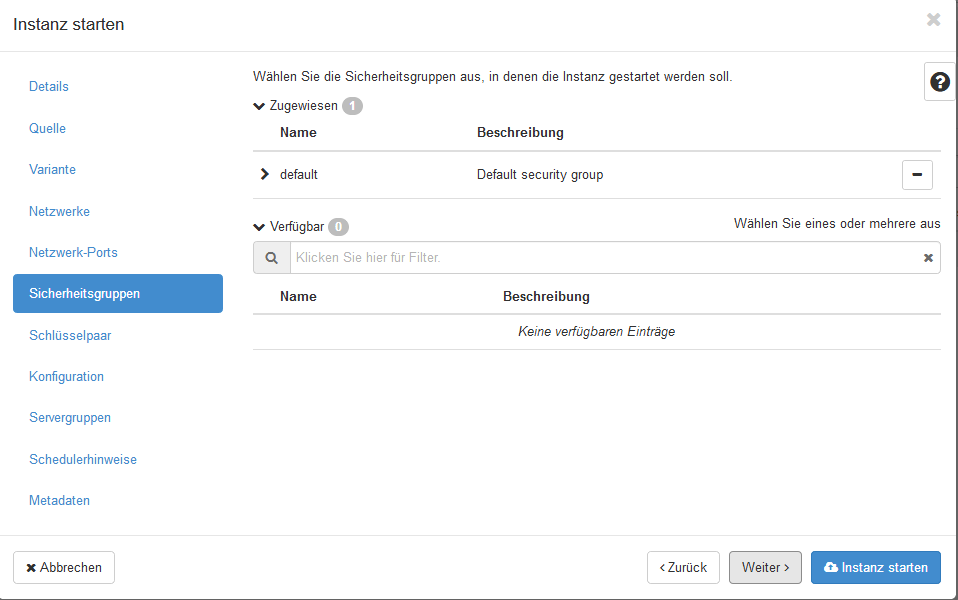 Instanz starten
Details
Quelle
Variante
Netzwerke
Netzwerk-Ports
Sicherheitsgruppen
Schlüsselpaar
Konfiguration
Servergruppen
Schedulerhinweise
Metadaten
Wählen Sie die Sicherheitsgruppen aus, in denen die Instanz gestartet werden soll.
Zugewiesen 1
Name Beschreibung
default Default security group
Verfügbar 0 Wählen Sie eines oder mehrere aus
Klicken Sie hier für Filter.
Name Beschreibung
Keine verfügbaren Einträge
Abbrechen
Zurück
Weiter
Instanz starten